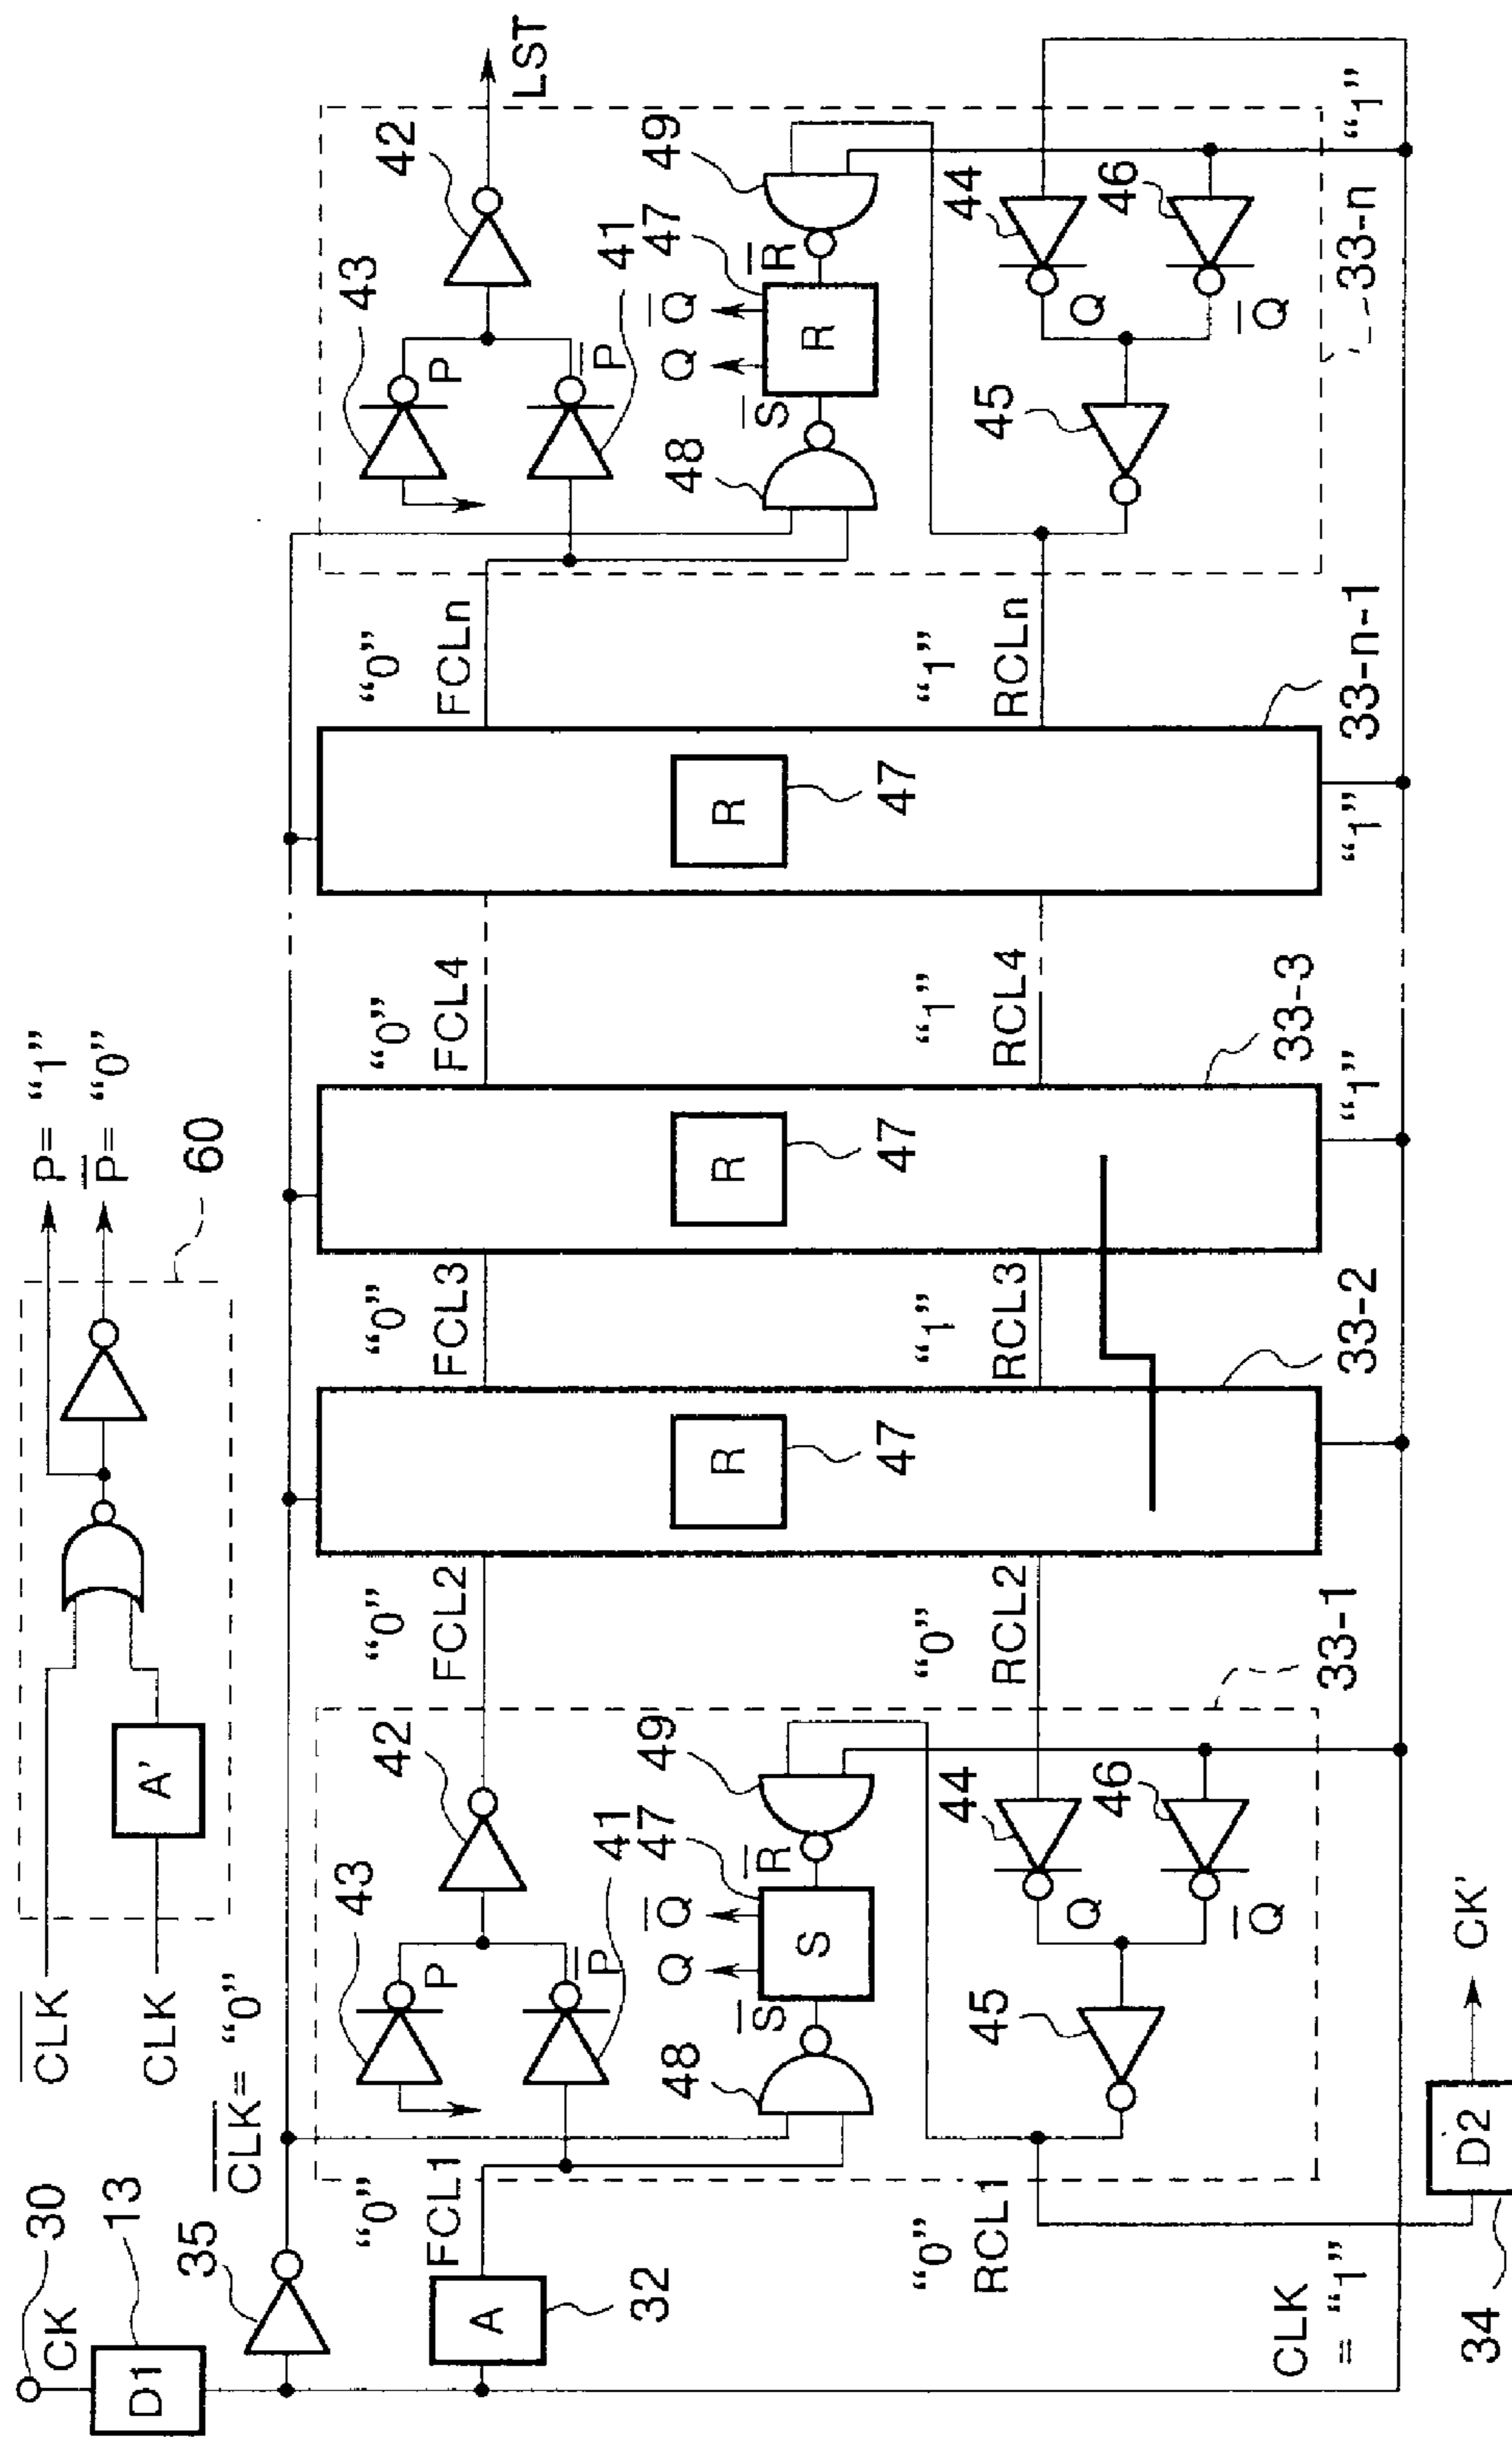 CLK
CLK
A'
60
P= “1”
P= “0”
30
CK
D1
13
35
CLK= “0”
A
32
“0”
FCL1
43
P
41
P
42
“0”
FCL2
“0”
FCL3
“0”
FCL4
“0”
FCLn
43
P
41
P
42
LST
48
S
S
47
R
Q
Q
49
R
47
R
47
R
47
48
S
R
47
R
Q
Q
49
“0”
RCL1
45
44
Q
46
Q
“0”
RCL2
“1”
RCL3
“1”
RCL4
“1”
RCLn
45
44
Q
46
Q
33-1
33-2
33-3
33-n-1
33-n
“1”
“1”
“1”
CLK
= “1”
34
D2
CK'